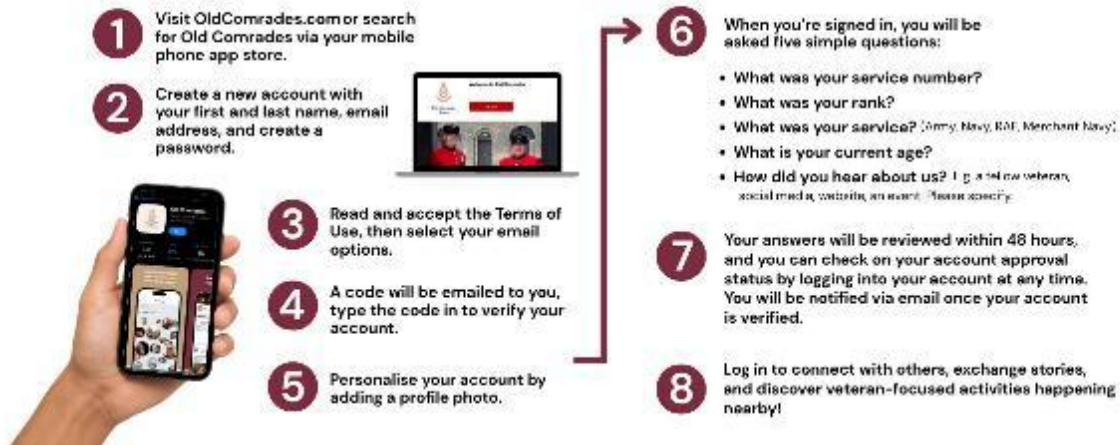 1
Visit OldComrades.com or search
for Old Comrades via your mobile
phone app store.
2
Create a new account with
your first and last name, email
address, and create a
password.
3
Read and accept the Terms of
Use, then select your email
options.
4
A code will be emailed to you,
type the code in to verify your
account.
5
Personalise your account by
adding a profile photo.
6
When you're signed in, you will be
asked five simple questions:
• What was your service number?
• What was your rank?
• What was your service? (Army, Navy, RAF, Merchant Navy)
• What is your current age?
• How did you hear about us? E.g. a fellow veteran,
social media, website, an event. Please specify.
7
Your answers will be reviewed within 48 hours,
and you can check on your account approval
status by logging into your account at any time.
You will be notified via email once your account
is verified.
8
Log in to connect with others, exchange stories,
and discover veteran-focused activities happening
nearby!